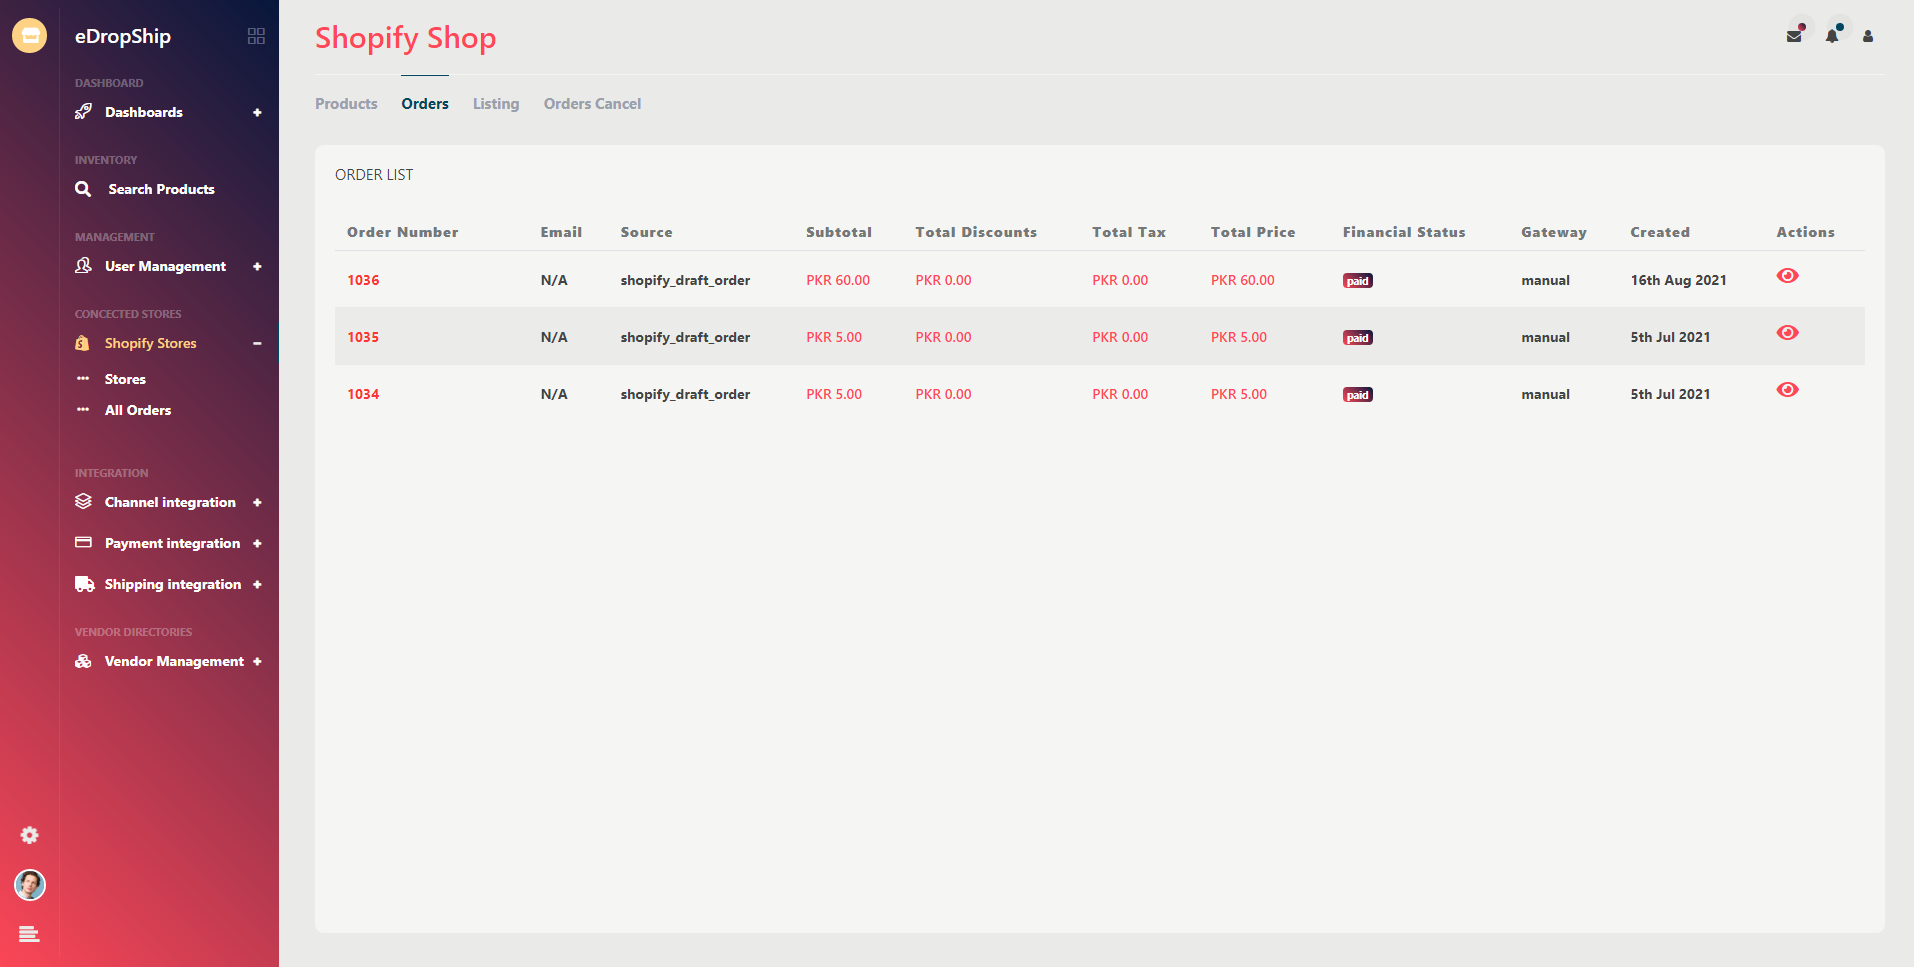 eDropShip
DASHBOARD
Dashboards
INVENTORY
Search Products
MANAGEMENT
User Management
CONCECTED STORES
Shopify Stores
Stores
All Orders
INTEGRATION
Channel integration
Payment integration
Shipping integration
VENDOR DIRECTORIES
Vendor Management
Shopify Shop
Products Orders Listing Orders Cancel
ORDER LIST
Order Number Email Source Subtotal Total Discounts Total Tax Total Price Financial Status Gateway Created Actions
1036 N/A shopify_draft_order PKR 60.00 PKR 0.00 PKR 0.00 PKR 60.00 paid manual 16th Aug 2021
1035 N/A shopify_draft_order PKR 5.00 PKR 0.00 PKR 0.00 PKR 5.00 paid manual 5th Jul 2021
1034 N/A shopify_draft_order PKR 5.00 PKR 0.00 PKR 0.00 PKR 5.00 paid manual 5th Jul 2021